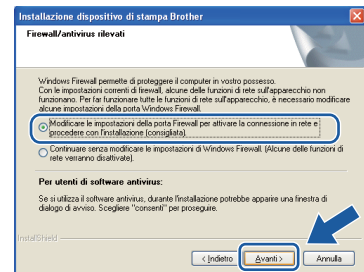 Installazione dispositivo di stampa Brother
Firewall/antivirus rilevati
Windows Firewall permette di proteggere il computer in vostro possesso.
Con le impostazioni correnti di firewall, alcune delle funzioni di rete sull'apparecchio non
funzionano. Per far funzionare tutte le funzioni di rete sull'apparecchio, è necessario modificare
alcune impostazioni della porta Windows Firewall.
Modificare le impostazioni della porta Firewall per attivare la connessione in rete e
procedere con l'installazione (consigliata).
Continuare senza modificare le impostazioni di Windows Firewall. (Alcune delle funzioni di
rete verranno disattivate).
Per utenti di software antivirus:
Se si utilizza il software antivirus, durante l'installazione potrebbe apparire una finestra di
dialogo di avviso. Scegliere "consenti" per proseguire.
InstallShield
< Indietro
Avanti >
Annulla